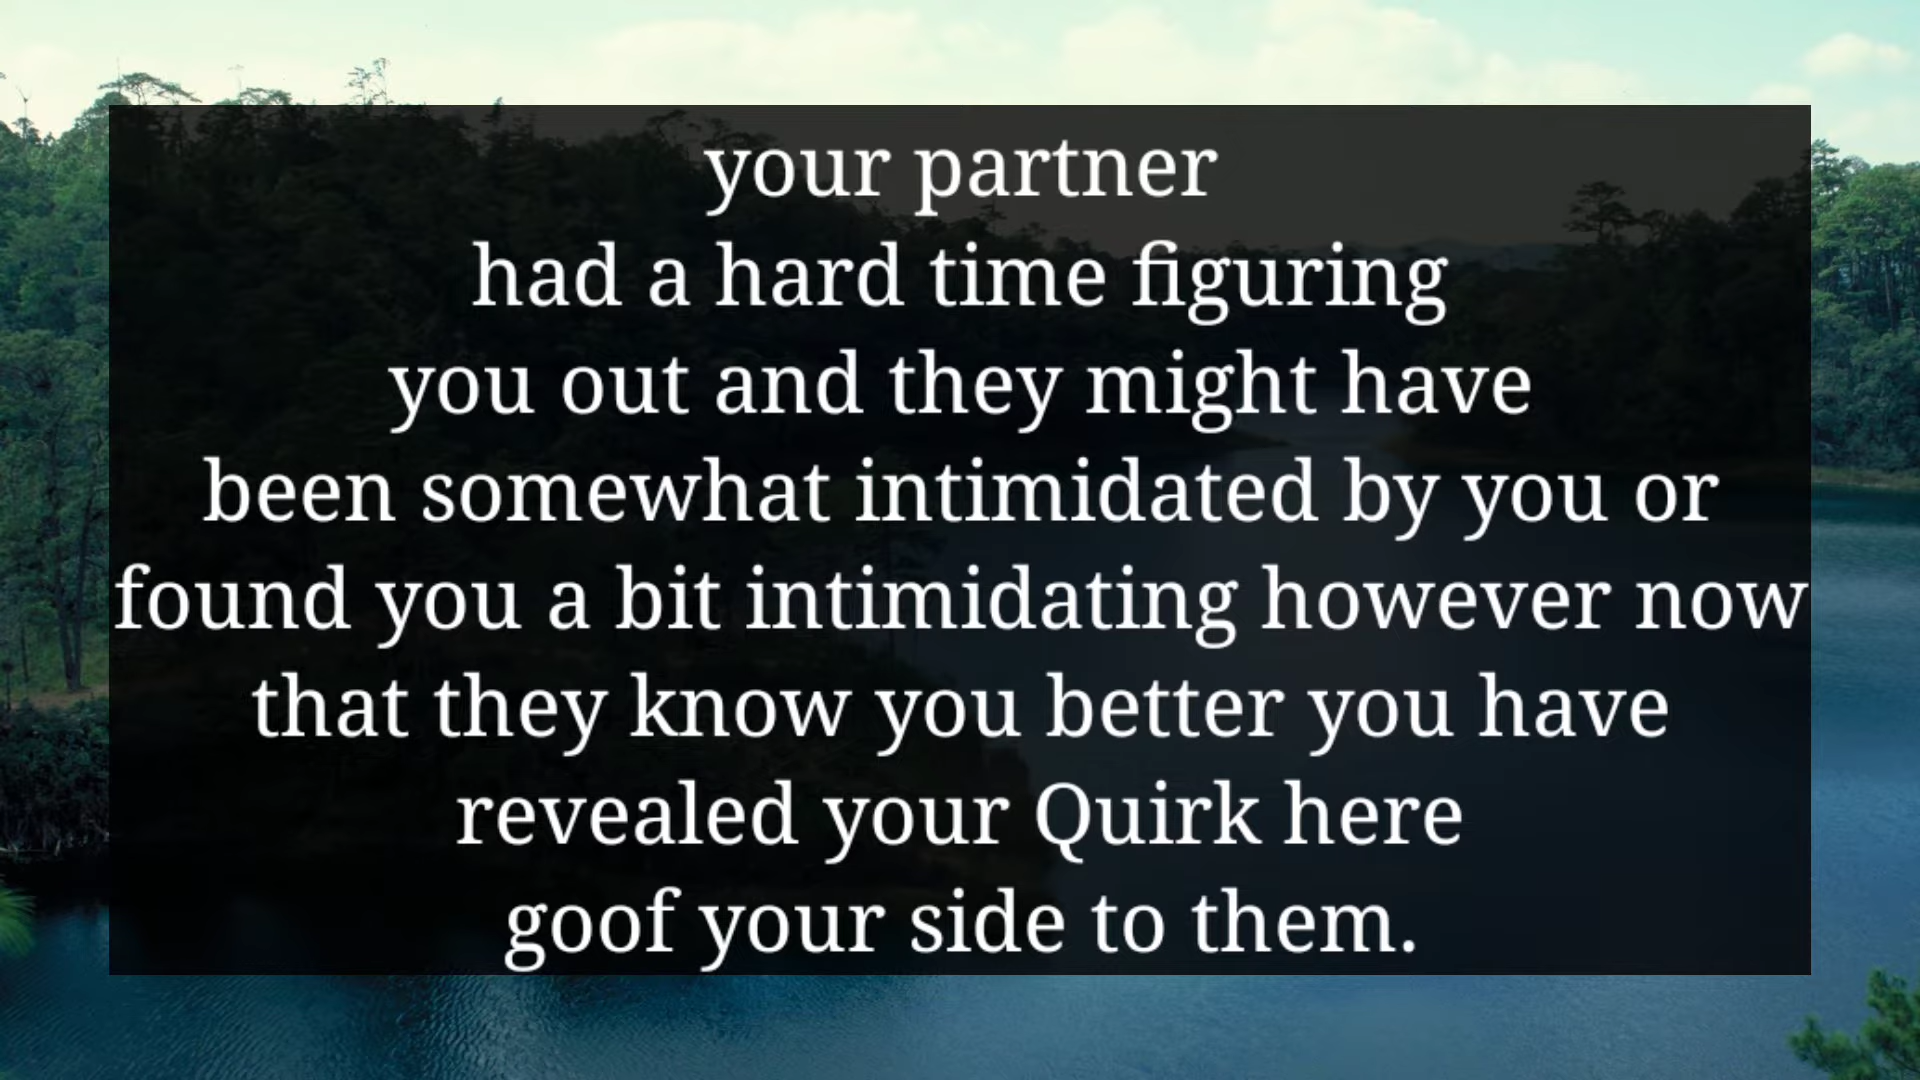 your partner
had a hard time figuring
you out and they might have
been somewhat intimidated by you or
found you a bit intimidating however now
that they know you better you have
revealed your Quirk here
goof your side to them.